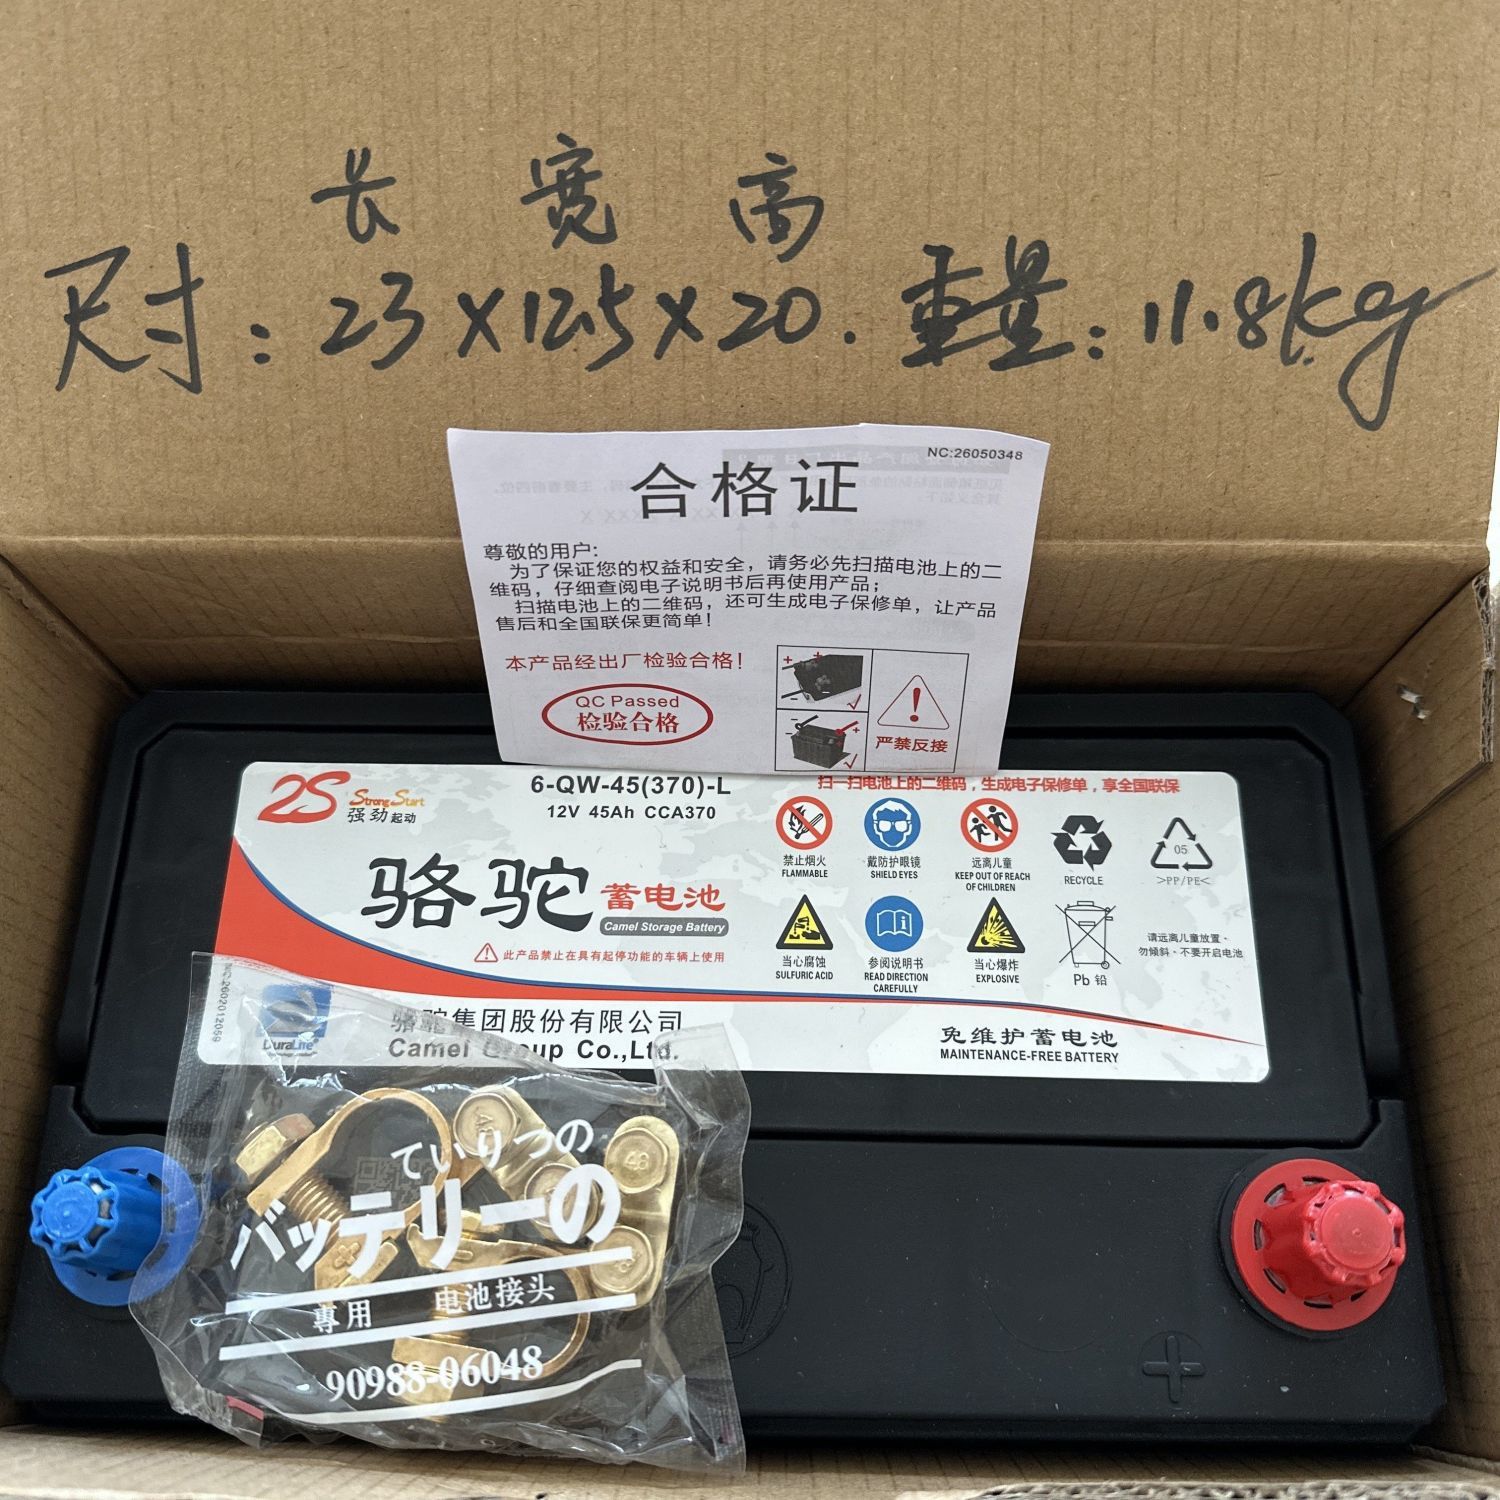 长 宽 高
尺寸：23×12.5×20. 重量：11.8kg
NC:26050348
合格证
尊敬的用户:
为了保证您的权益和安全，请务必先扫描电池上的二
维码，仔细查阅电子说明书后再使用产品；
扫描电池上的二维码，还可生成电子保修单，让产品
售后和全国联保更简单！
本产品经出厂检验合格！
QC Passed
检验合格
严禁反接
2S Strong Start
强劲起动
6-QW-45(370)-L
12V 45Ah CCA370
骆驼蓄电池
Camel Storage Battery
此产品禁止在具有起停功能的车辆上使用
骆驼集团股份有限公司
Camel Group Co.,Ltd.
DuraLite
扫一扫电池上的二维码，生成电子保修单，享全国联保
禁止烟火
FLAMMABLE
戴防护眼镜
SHIELD EYES
远离儿童
KEEP OUT OF REACH
OF CHILDREN
RECYCLE
05
>PP/PE<
当心腐蚀
SULFURIC ACID
参阅说明书
READ DIRECTION
CAREFULLY
当心爆炸
EXPLOSIVE
Pb 铅
请远离儿童放置·
勿倾斜·不要开启电池
免维护蓄电池
MAINTENANCE-FREE BATTERY
ていりつの
バッテリーの
專用 电池接头
90988-06048